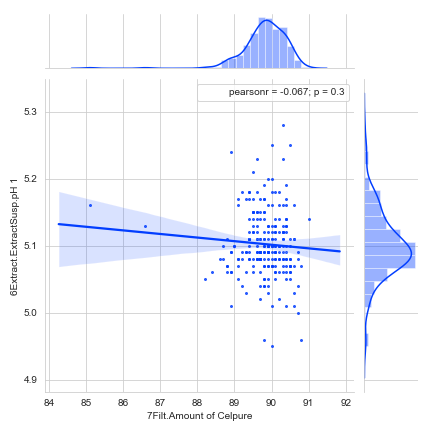 pearsonr = -0.067; p = 0.3
5.3
5.2
5.1
5.0
4.9
6Extract.ExtractSusp.pH 1
84 85 86 87 88 89 90 91 92
7Filt.Amount of Celpure